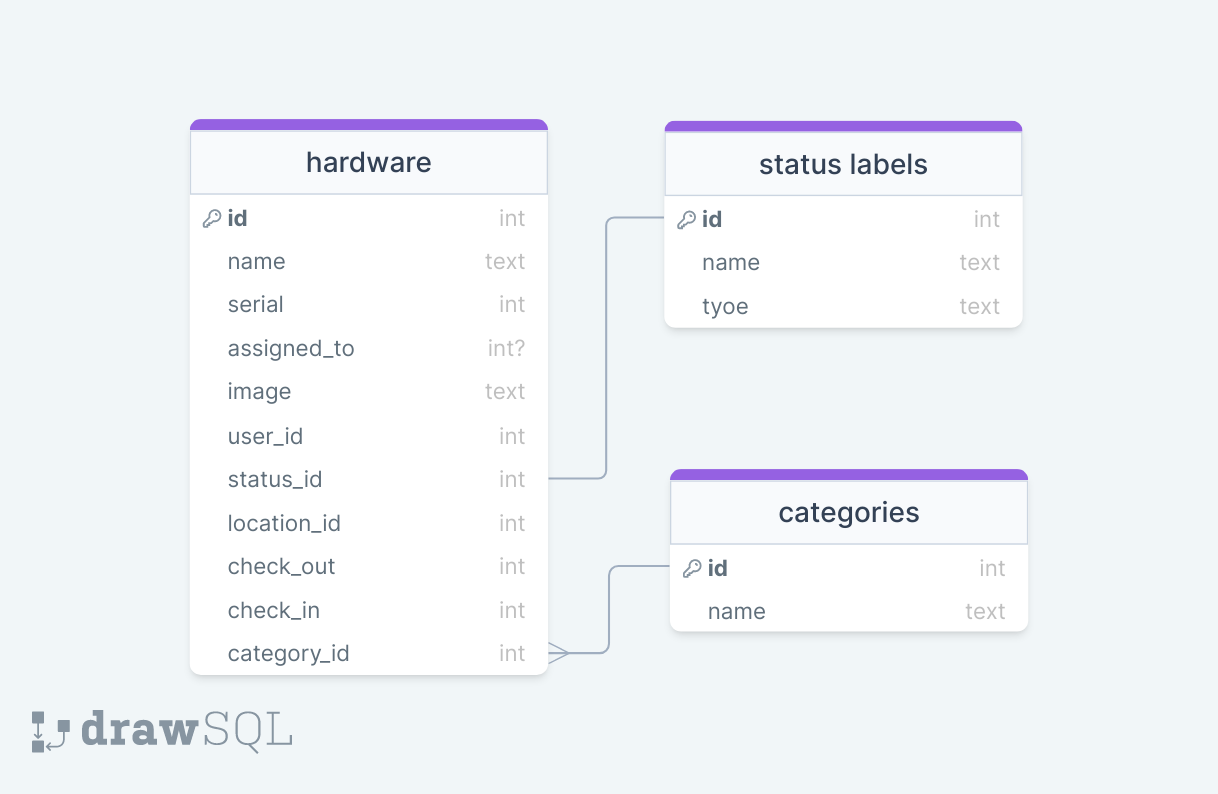 hardware
id int
name text
serial int
assigned_to int?
image text
user_id int
status_id int
location_id int
check_out int
check_in int
category_id int
status labels
id int
name text
tyoe text
categories
id int
name text
drawSQL